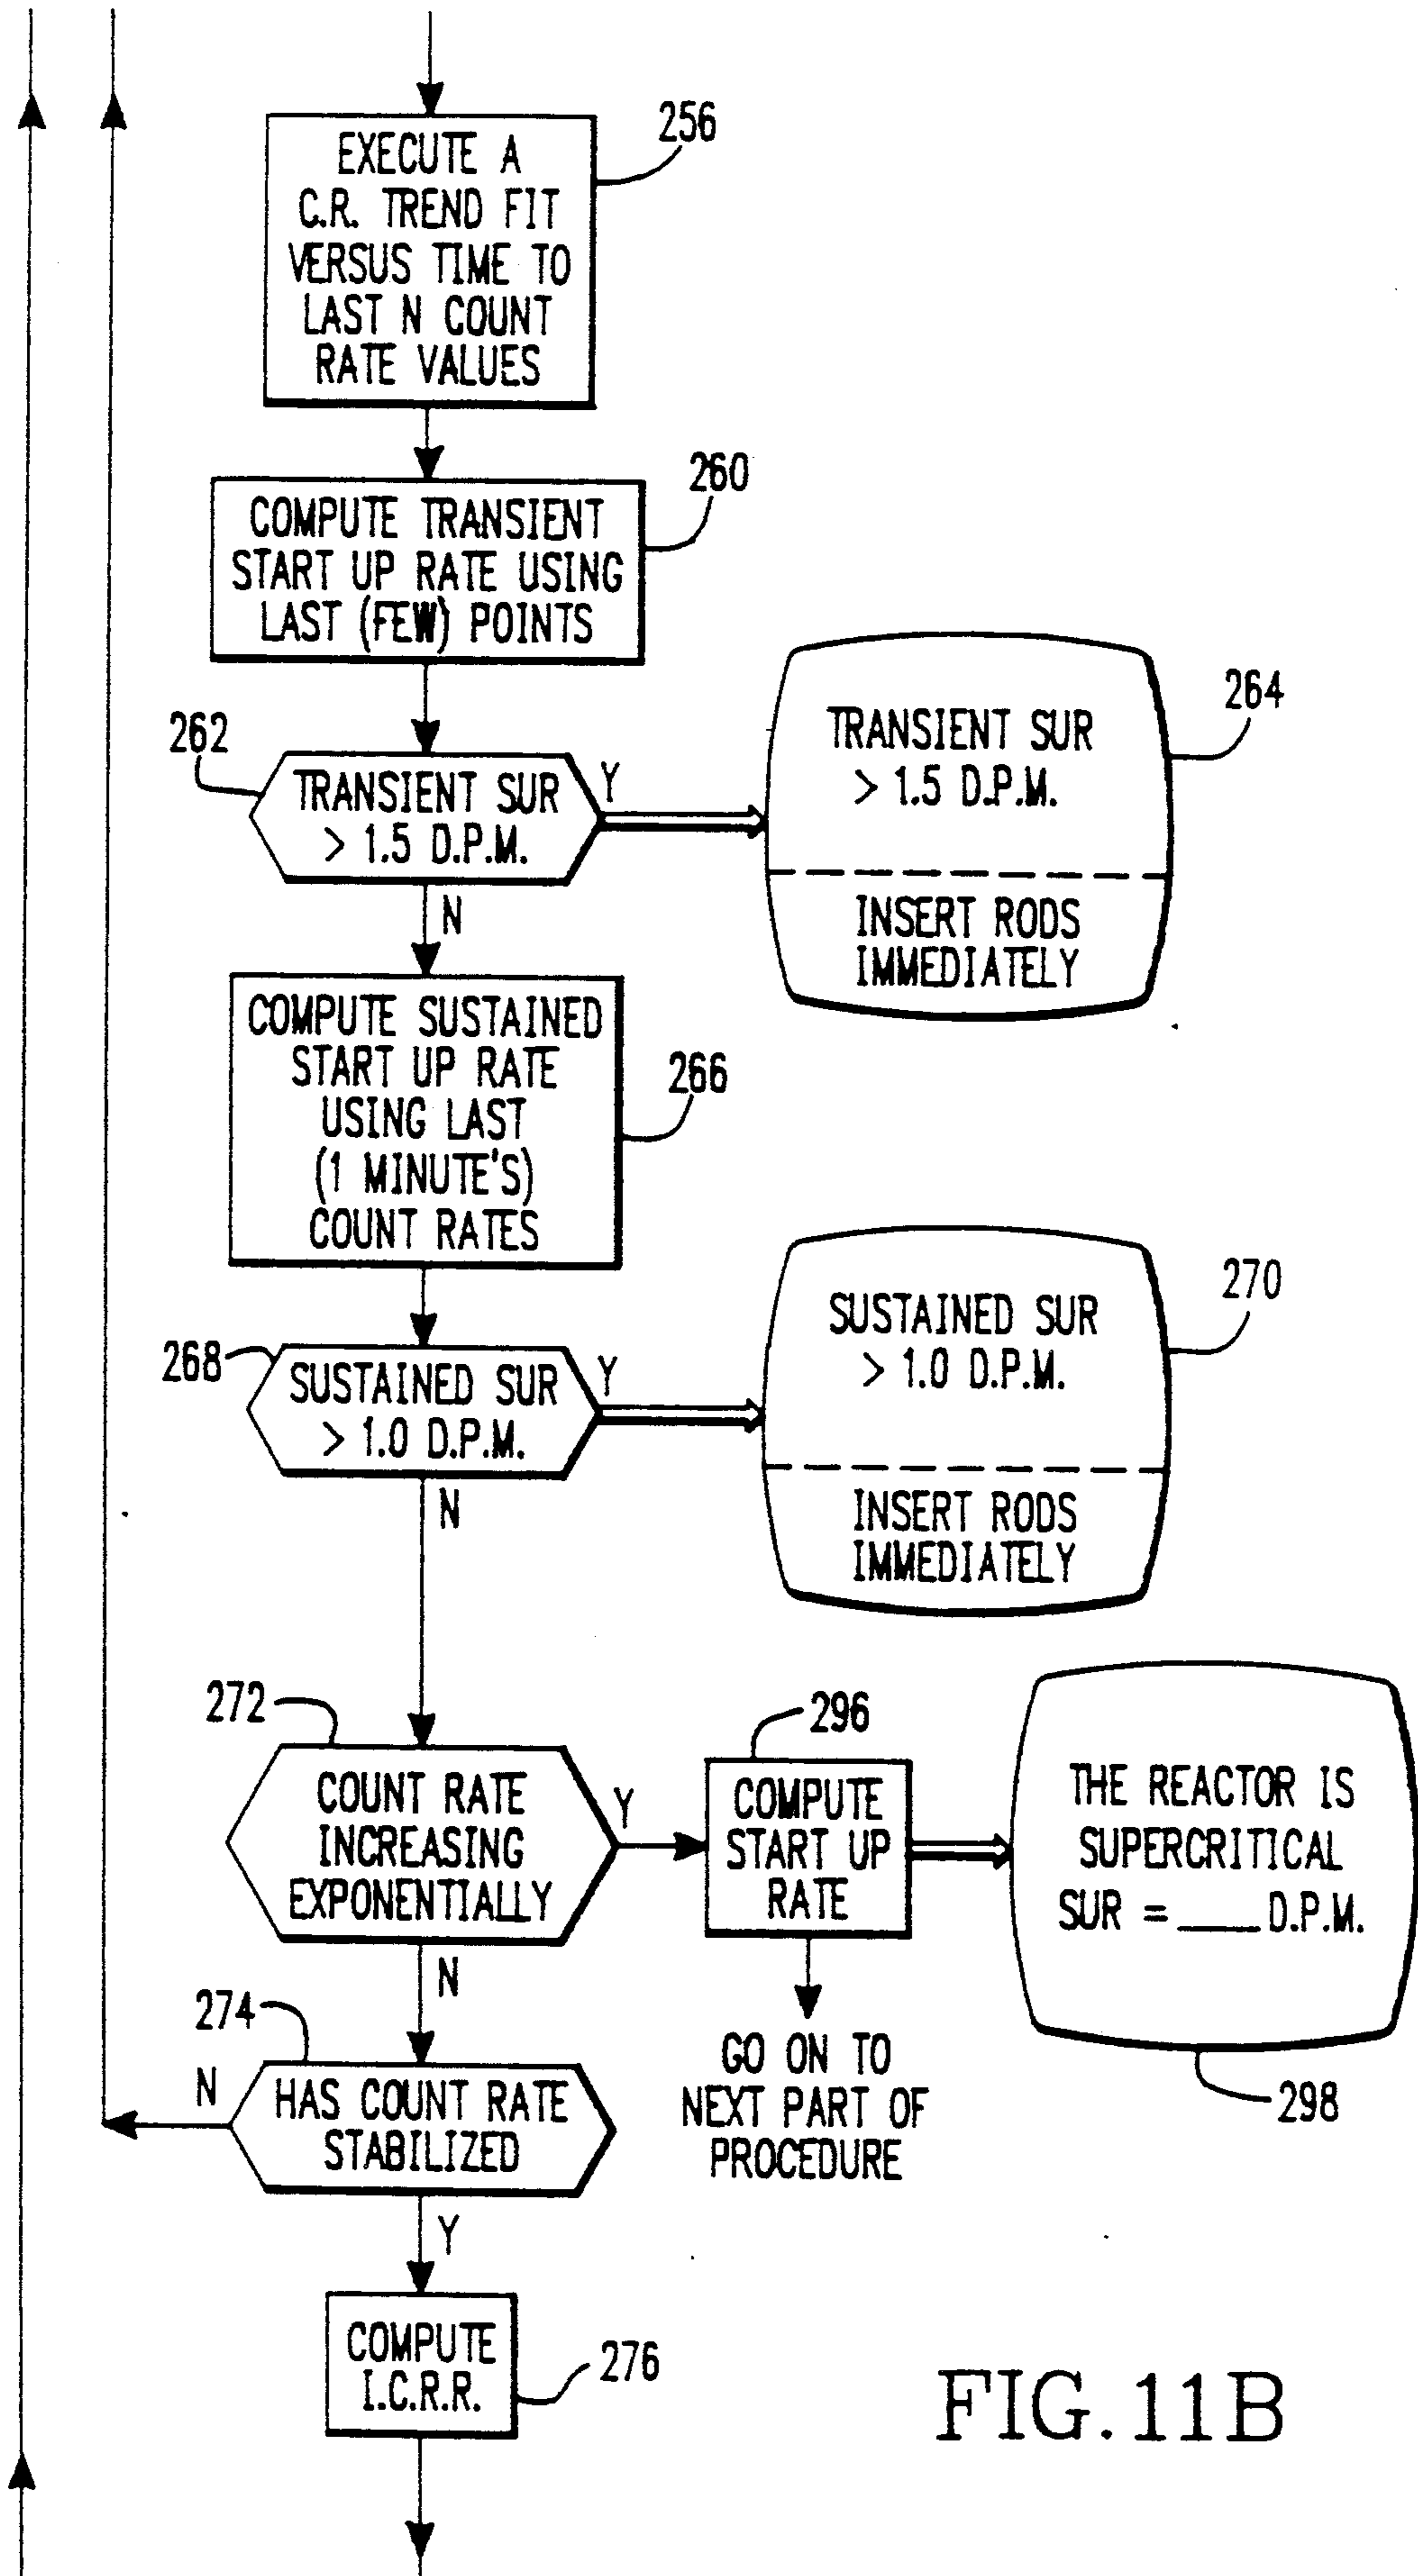 256
EXECUTE A
C.R. TREND FIT
VERSUS TIME TO
LAST N COUNT
RATE VALUES
260
COMPUTE TRANSIENT
START UP RATE USING
LAST (FEW) POINTS
262
TRANSIENT SUR
> 1.5 D.P.M.
Y
N
264
TRANSIENT SUR
> 1.5 D.P.M.
INSERT RODS
IMMEDIATELY
COMPUTE SUSTAINED
START UP RATE
USING LAST
(1 MINUTE'S)
COUNT RATES
266
268
SUSTAINED SUR
> 1.0 D.P.M.
Y
N
270
SUSTAINED SUR
> 1.0 D.P.M.
INSERT RODS
IMMEDIATELY
272
COUNT RATE
INCREASING
EXPONENTIALLY
Y
N
296
COMPUTE
START UP
RATE
GO ON TO
NEXT PART OF
PROCEDURE
THE REACTOR IS
SUPERCRITICAL
SUR = ____ D.P.M.
298
274
HAS COUNT RATE
STABILIZED
N
Y
COMPUTE
I.C.R.R.
276
FIG.11B